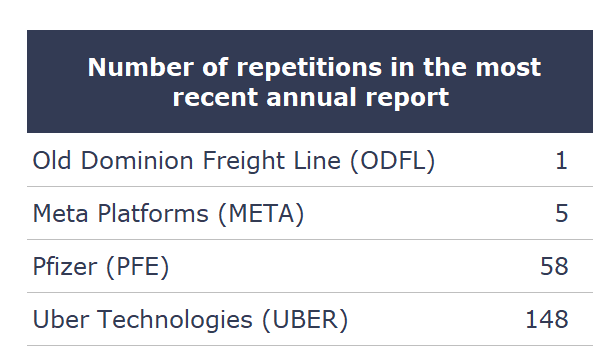 Number of repetitions in the most
recent annual report
Old Dominion Freight Line (ODFL) 1
Meta Platforms (META) 5
Pfizer (PFE) 58
Uber Technologies (UBER) 148